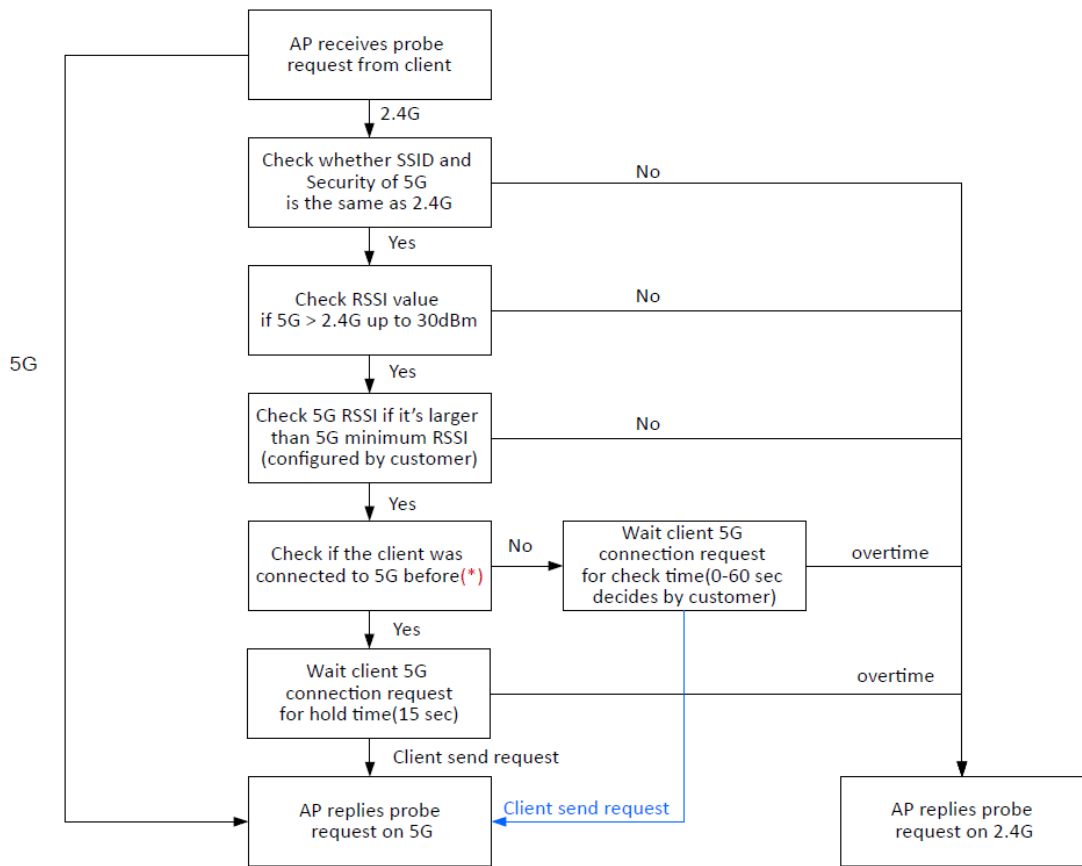 AP receives probe
request from client
2.4G
Check whether SSID and
Security of 5G
is the same as 2.4G
No
Yes
Check RSSI value
if 5G > 2.4G up to 30dBm
No
5G
Yes
Check 5G RSSI if it's larger
than 5G minimum RSSI
(configured by customer)
No
Yes
Check if the client was
connected to 5G before(*)
No
Wait client 5G
connection request
for check time(0-60 sec
decides by customer)
overtime
Yes
Wait client 5G
connection request
for hold time(15 sec)
overtime
Client send request
AP replies probe
request on 5G
Client send request
AP replies probe
request on 2.4G